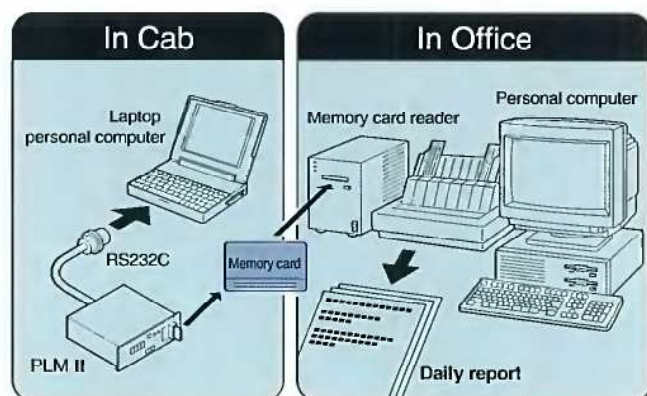 In Cab
Laptop
personal computer
RS232C
Memory card
PLM II
In Office
Personal computer
Memory card reader
Daily report